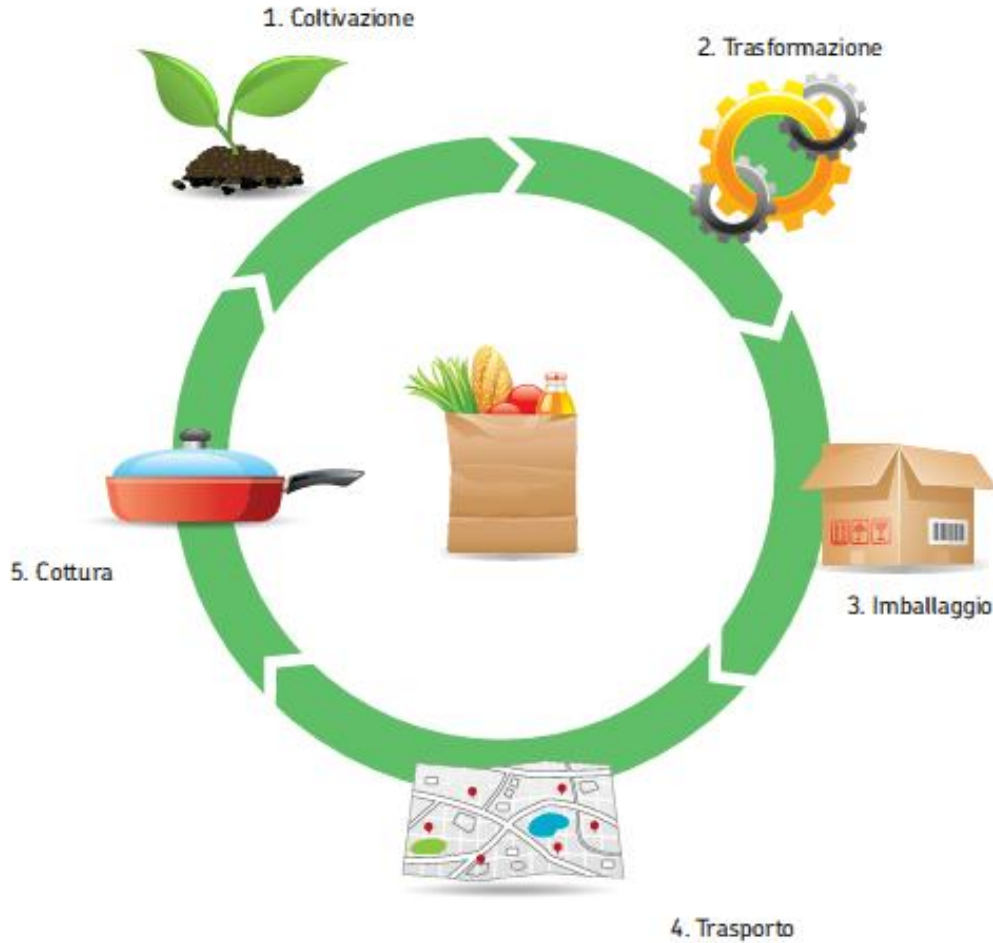 1. Coltivazione
2. Trasformazione
3. Imballaggio
4. Trasporto
5. Cottura